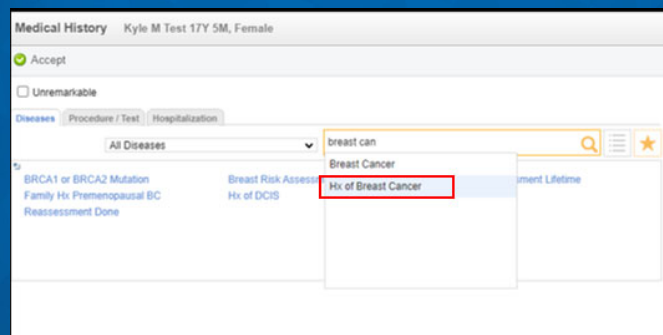 Medical History Kyle M Test 17Y 5M, Female
Accept
Unremarkable
Diseases Procedure / Test Hospitalization
All Diseases breast can
Breast Cancer
Hx of Breast Cancer
BRCA1 or BRCA2 Mutation Breast Risk Lifetime
Family Hx Premenopausal BC Hx of DCIS
Reassessment Done